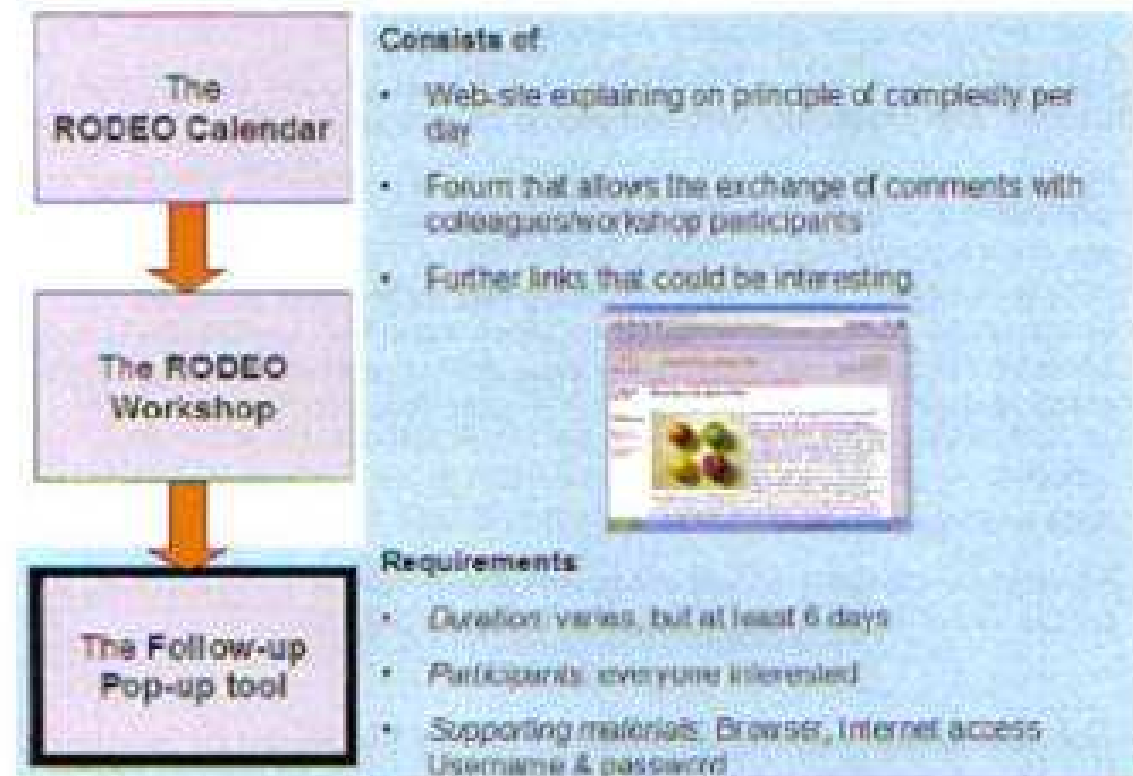 The
RODEO Calendar
The RODEO
Workshop
The Follow-up
Pop-up tool
Consists of
• Web-site explaining on principle of complexity per
day
• Forum that allows the exchange of comments with
colleagues/workshop participants
• Further links that could be interesting
Requirements
• Duration: varies, but at least 6 days
• Participants: everyone interested
• Supporting materials: Browser, Internet access
Username & password